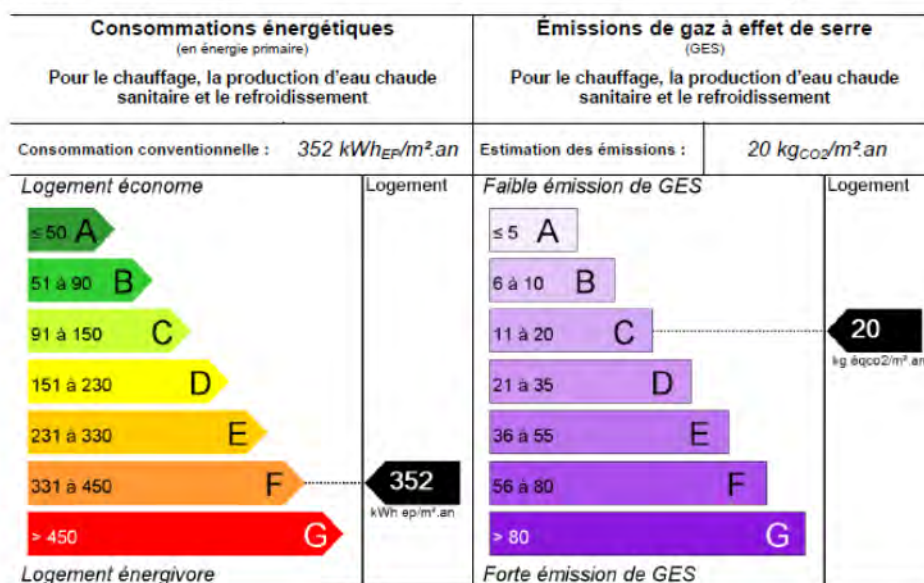 Consommations énergétiques
(en énergie primaire)
Pour le chauffage, la production d'eau chaude
sanitaire et le refroidissement
Consommation conventionnelle : 352 kWhEP/m².an
Logement économe
Logement
≤ 50 A
51 à 90 B
91 à 150 C
151 à 230 D
231 à 330 E
331 à 450 F
352
kWh ep/m².an
> 450 G
Logement énergivore
Émissions de gaz à effet de serre
(GES)
Pour le chauffage, la production d'eau chaude
sanitaire et le refroidissement
Estimation des émissions : 20 kgCO2/m².an
Faible émission de GES
Logement
≤ 5 A
6 à 10 B
11 à 20 C
20
kg éqco2/m².an
21 à 35 D
36 à 55 E
56 à 80 F
> 80 G
Forte émission de GES